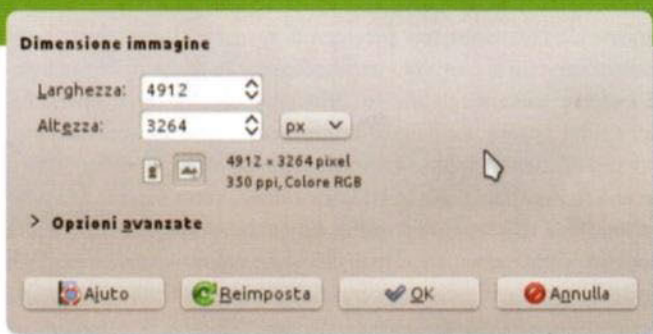 Dimensione immagine
Larghezza: 4912
Altezza: 3264 px
4912 × 3264 pixel
350 ppi, Colore RGB
> Opzioni avanzate
Aiuto Reimposta OK Annulla